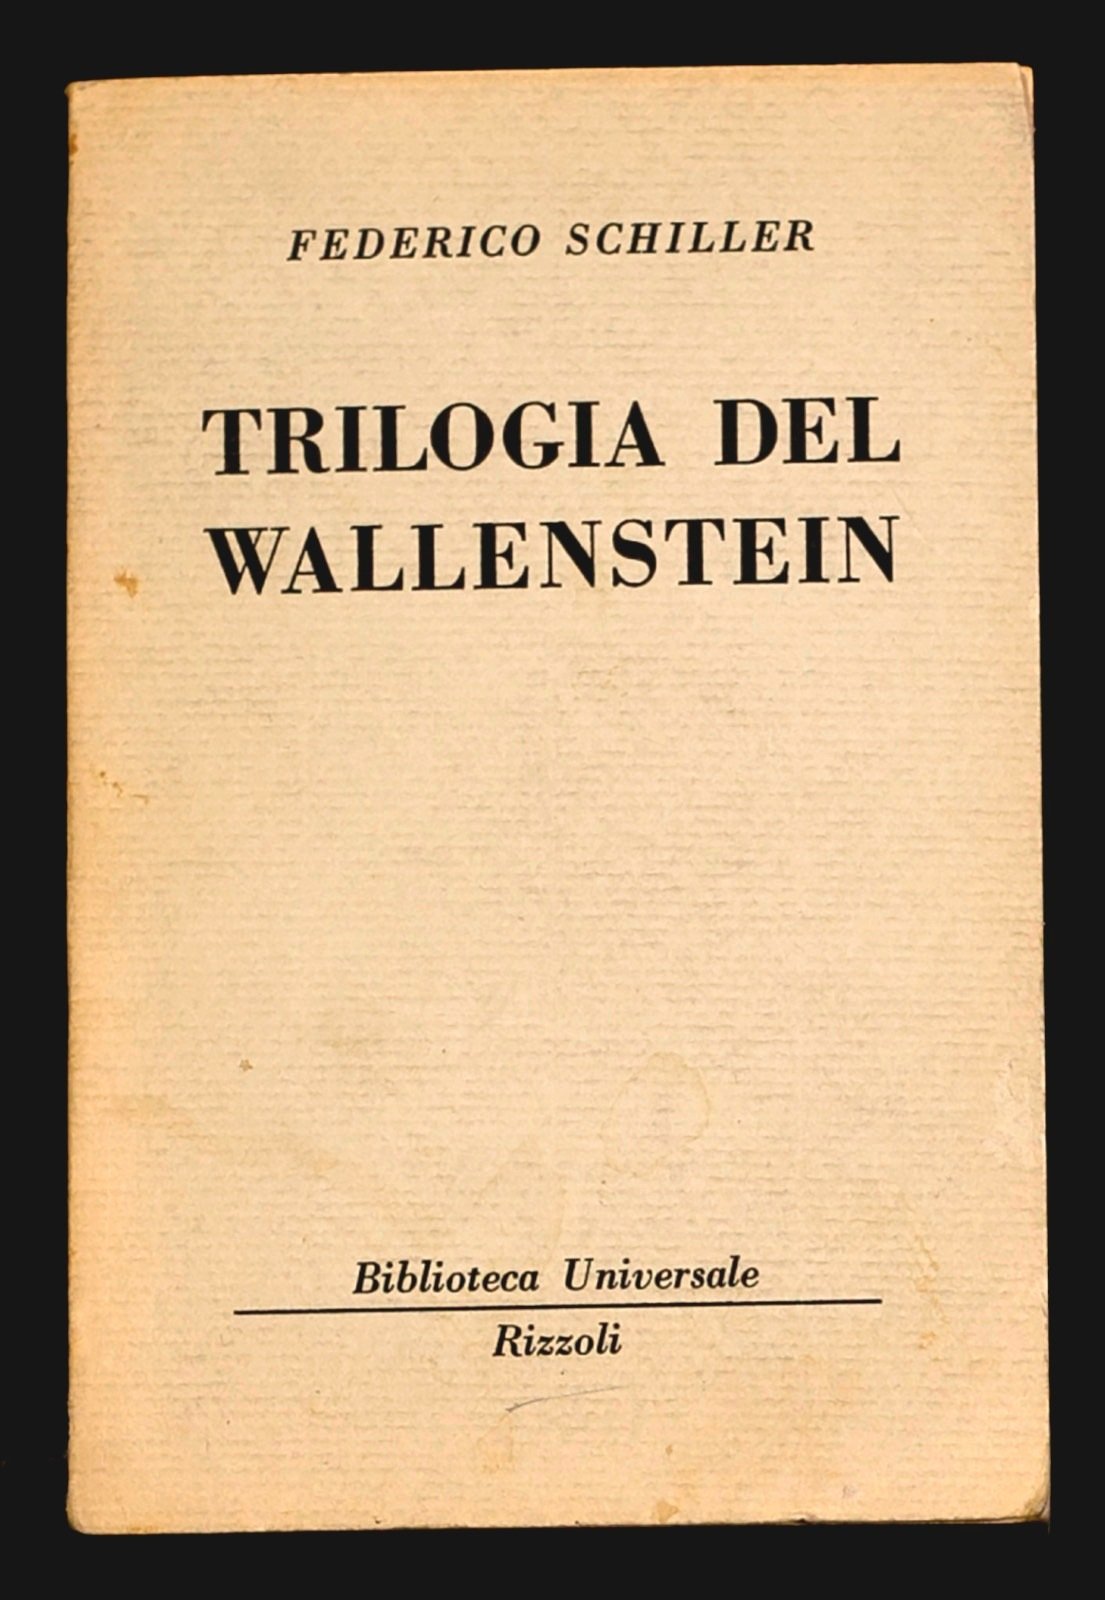 FEDERICO SCHILLER
TRILOGIA DEL
WALLENSTEIN
Biblioteca Universale
Rizzoli